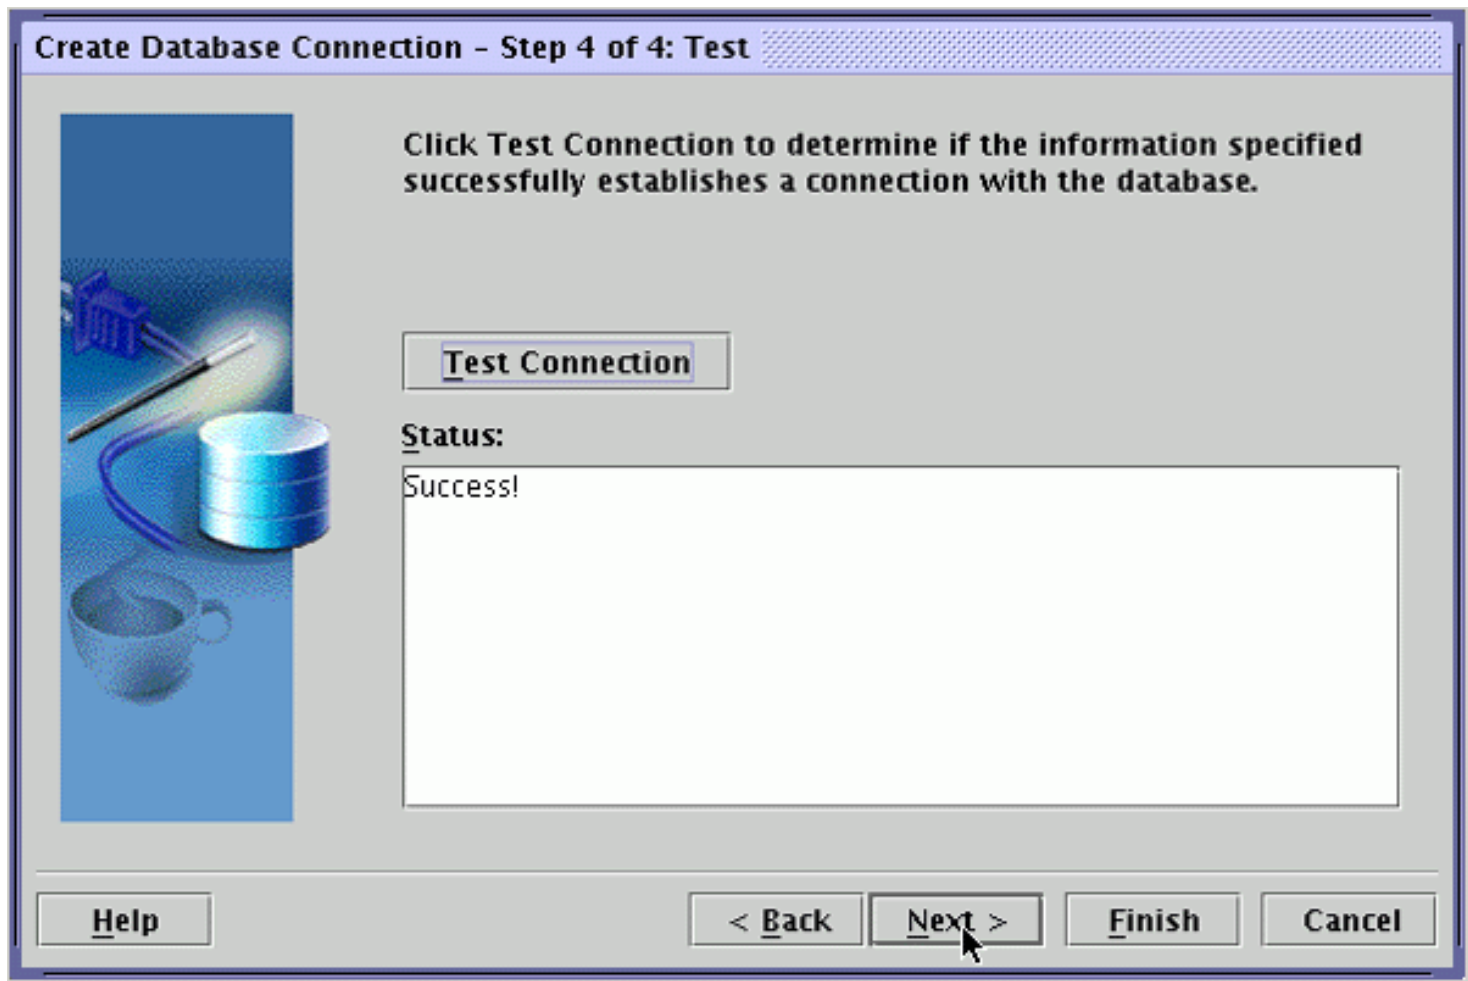 Create Database Connection - Step 4 of 4: Test
Click Test Connection to determine if the information specified
successfully establishes a connection with the database.
Test Connection
Status:
Success!
Help
< Back
Next >
Finish
Cancel